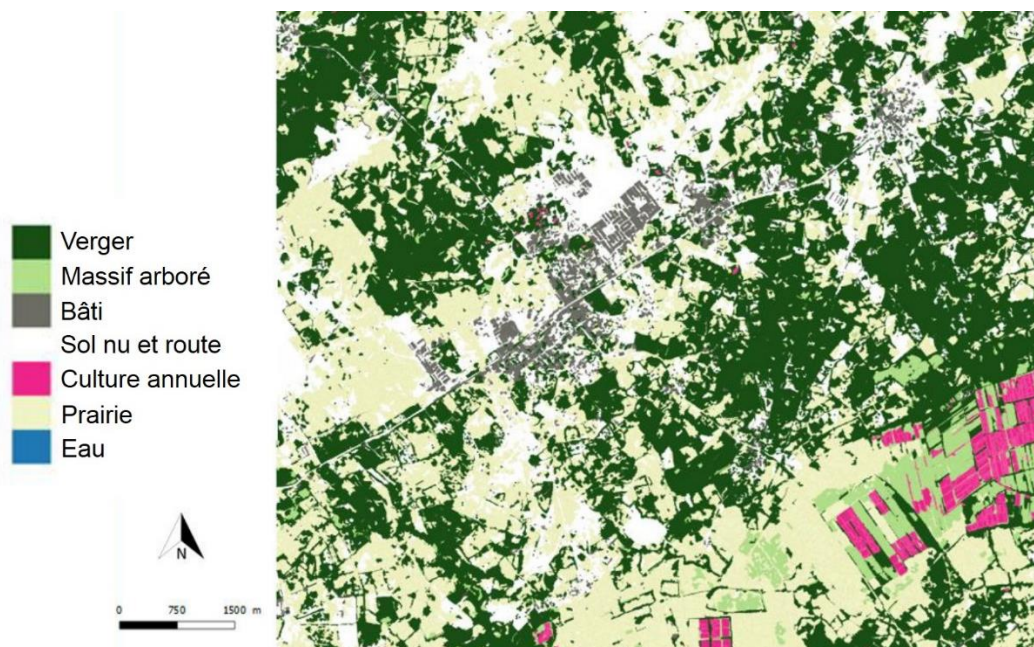 Verger
Massif arboré
Bâti
Sol nu et route
Culture annuelle
Prairie
Eau
N
0 750 1500 m